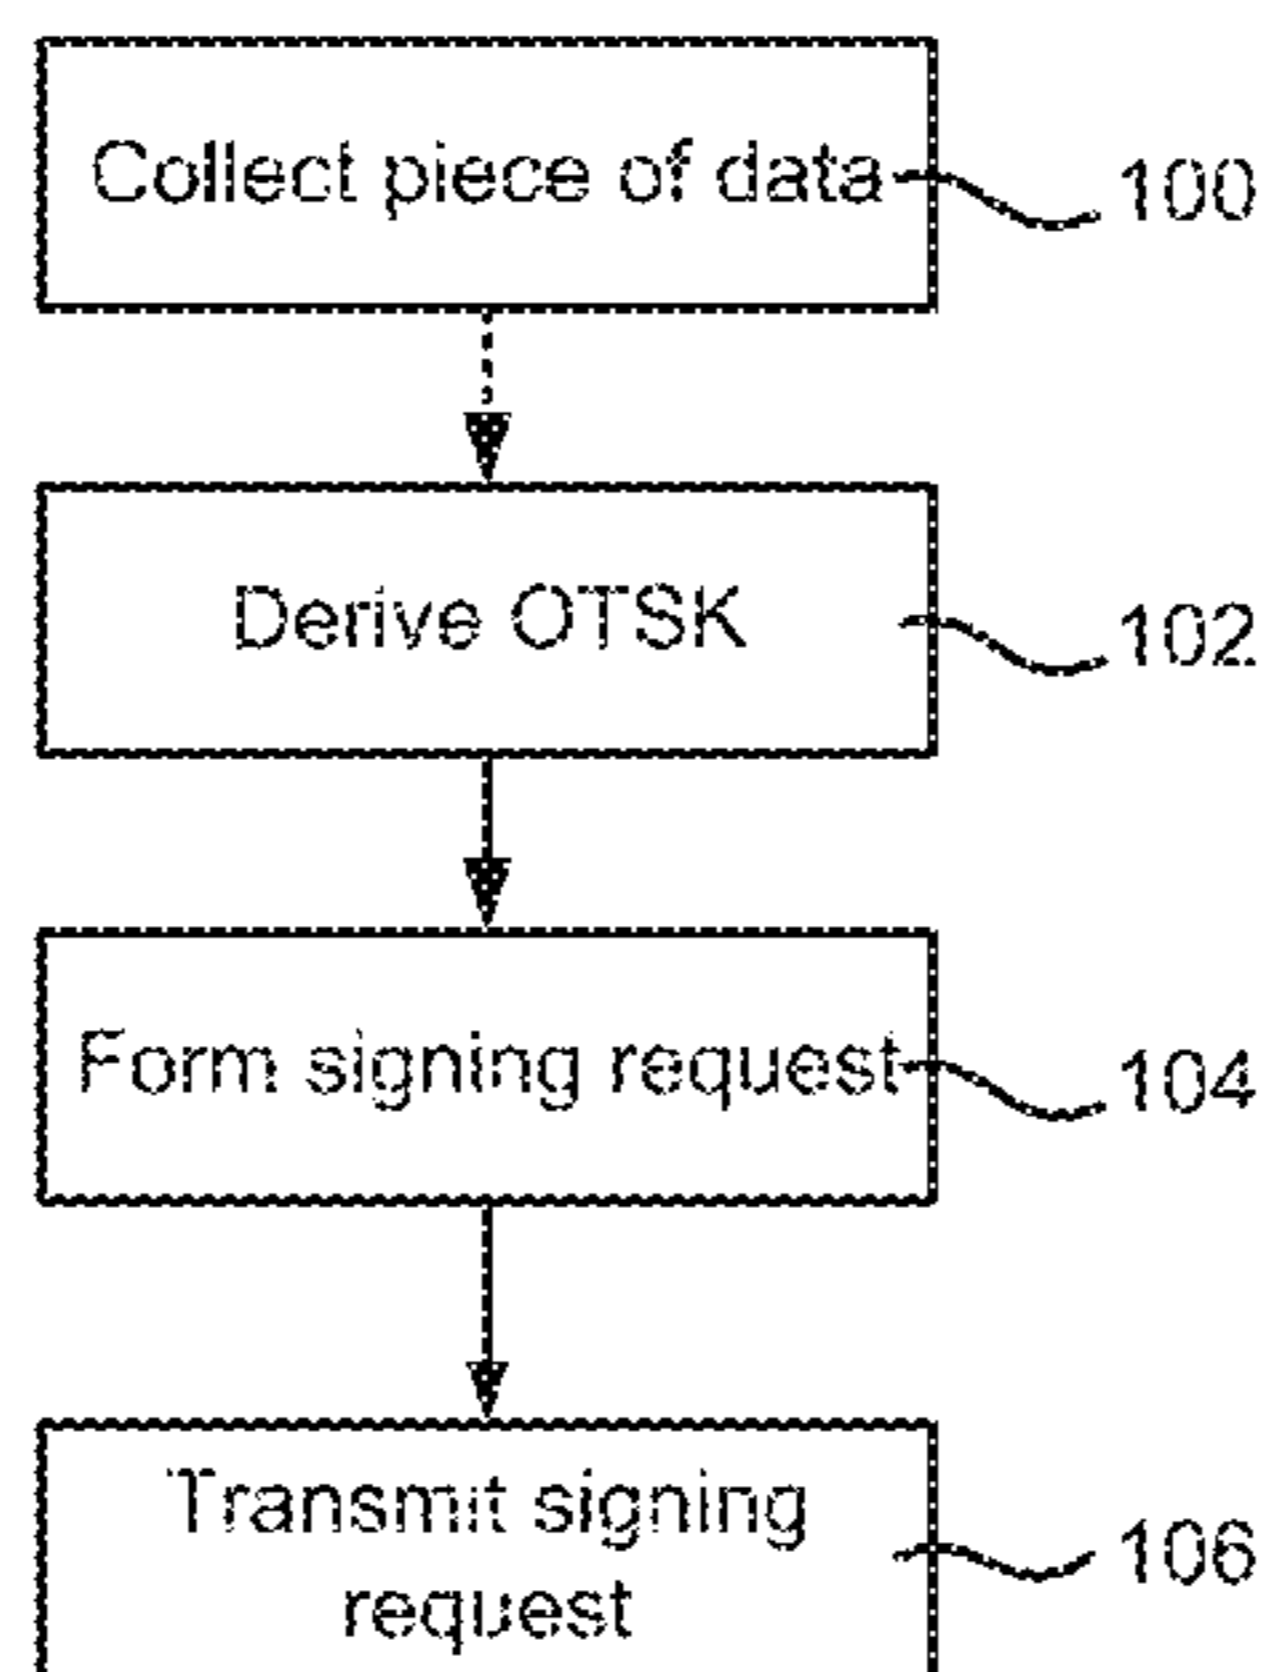 Collect piece of data
100
Derive OTSK
102
Form signing request
104
Transmit signing
request
106